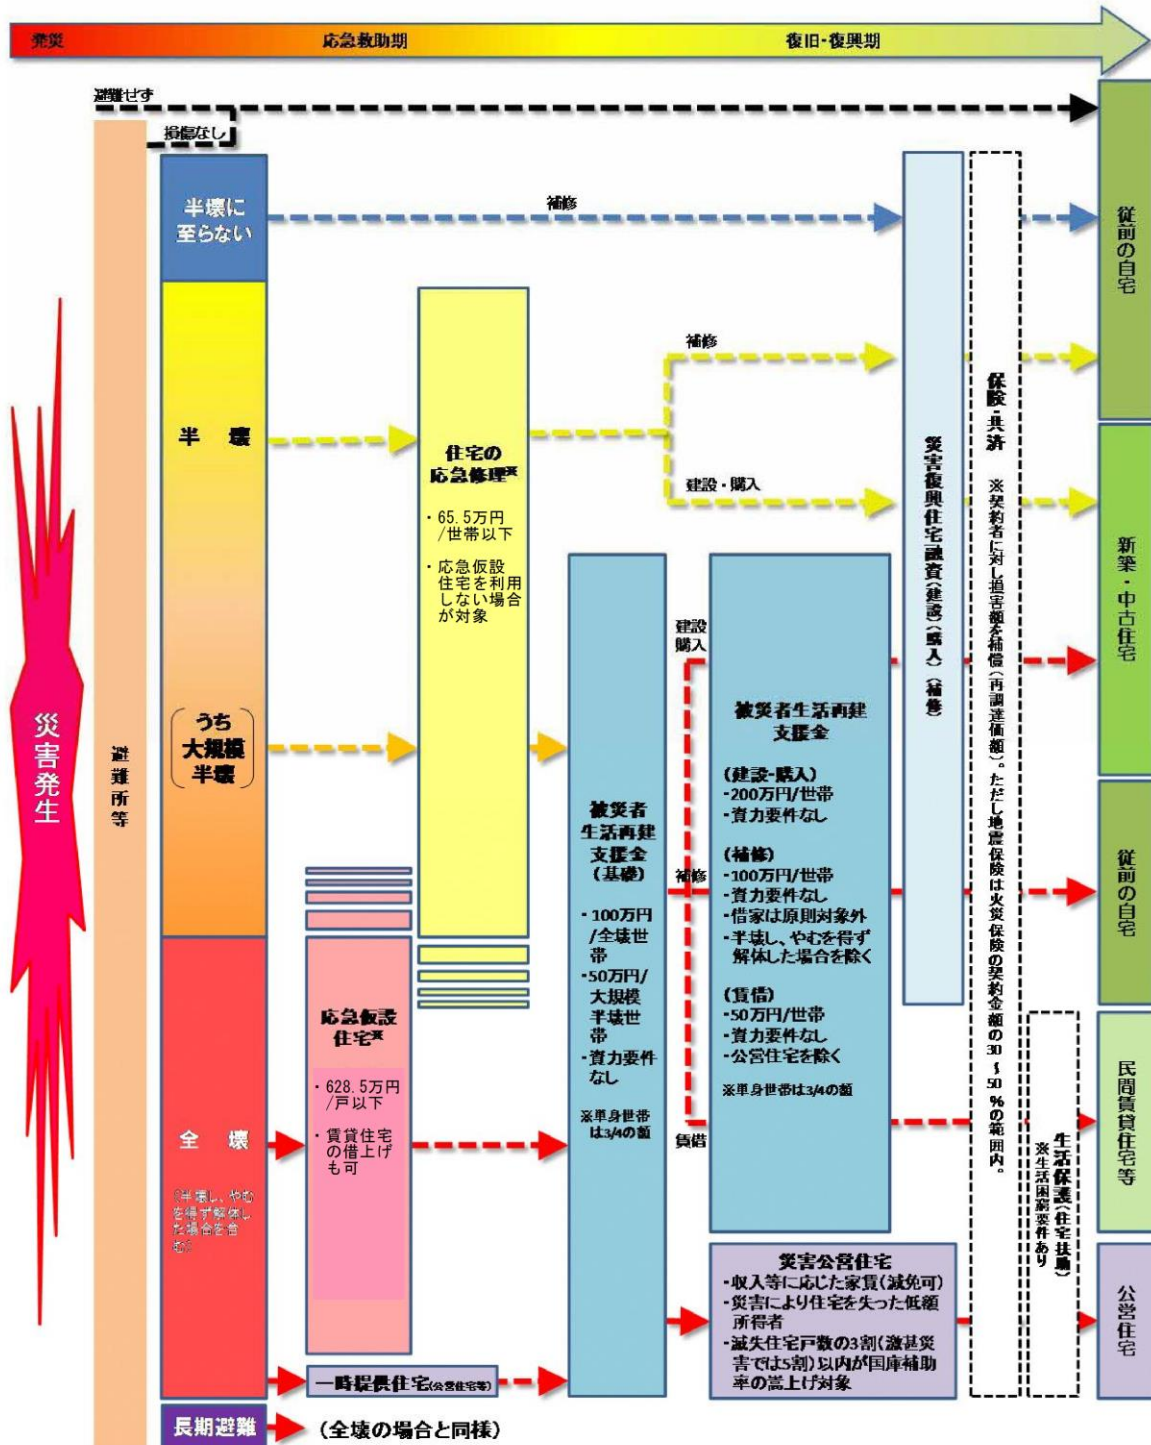 発災
応急救助期
復旧・復興期
避難せず
損傷なし
半壊に
至らない
補修
従前の自宅
半　壊
住宅の
応急修理※
・65.5万円
/世帯以下
・応急仮設
住宅を利用
しない場合
が対象
補修
建設・購入
うち
大規模
半壊
災害発生
避難所等
被災者
生活再建
支援金
(基礎)
・100万円
/全壊世
帯
・50万円/
大規模
半壊世
帯
・資力要件
なし
※単身世帯
は3/4の額
建設
購入
補修
賃借
被災者生活再建
支援金
(建設・購入)
・200万円/世帯
・資力要件なし
(補修)
・100万円/世帯
・資力要件なし
・借家は原則対象外
・半壊し、やむを得ず
解体した場合を除く
(賃借)
・50万円/世帯
・資力要件なし
・公営住宅を除く
※単身世帯は3/4の額
災害復興住宅融資(建設)(購入)(補修)
保険・共済　※契約者に対し損害額を補償(再調達価額)。ただし地震保険は火災保険の契約金額の30～50%の範囲内。
新築・中古住宅
従前の自宅
全　壊
(半壊し、やむ
を得ず解体し
た場合を含
む)
応急仮設
住宅※
・628.5万円
/戸以下
・賃貸住宅
の借上げ
も可
民間賃貸住宅等
生活保護(住宅扶助)
※生活困窮要件あり
災害公営住宅
・収入等に応じた家賃(減免可)
・災害により住宅を失った低額
所得者
・滅失住宅戸数の3割(激甚災
害では5割)以内が国庫補助
率の嵩上げ対象
公営住宅
一時提供住宅(公営住宅等)
長期避難
(全壊の場合と同様)